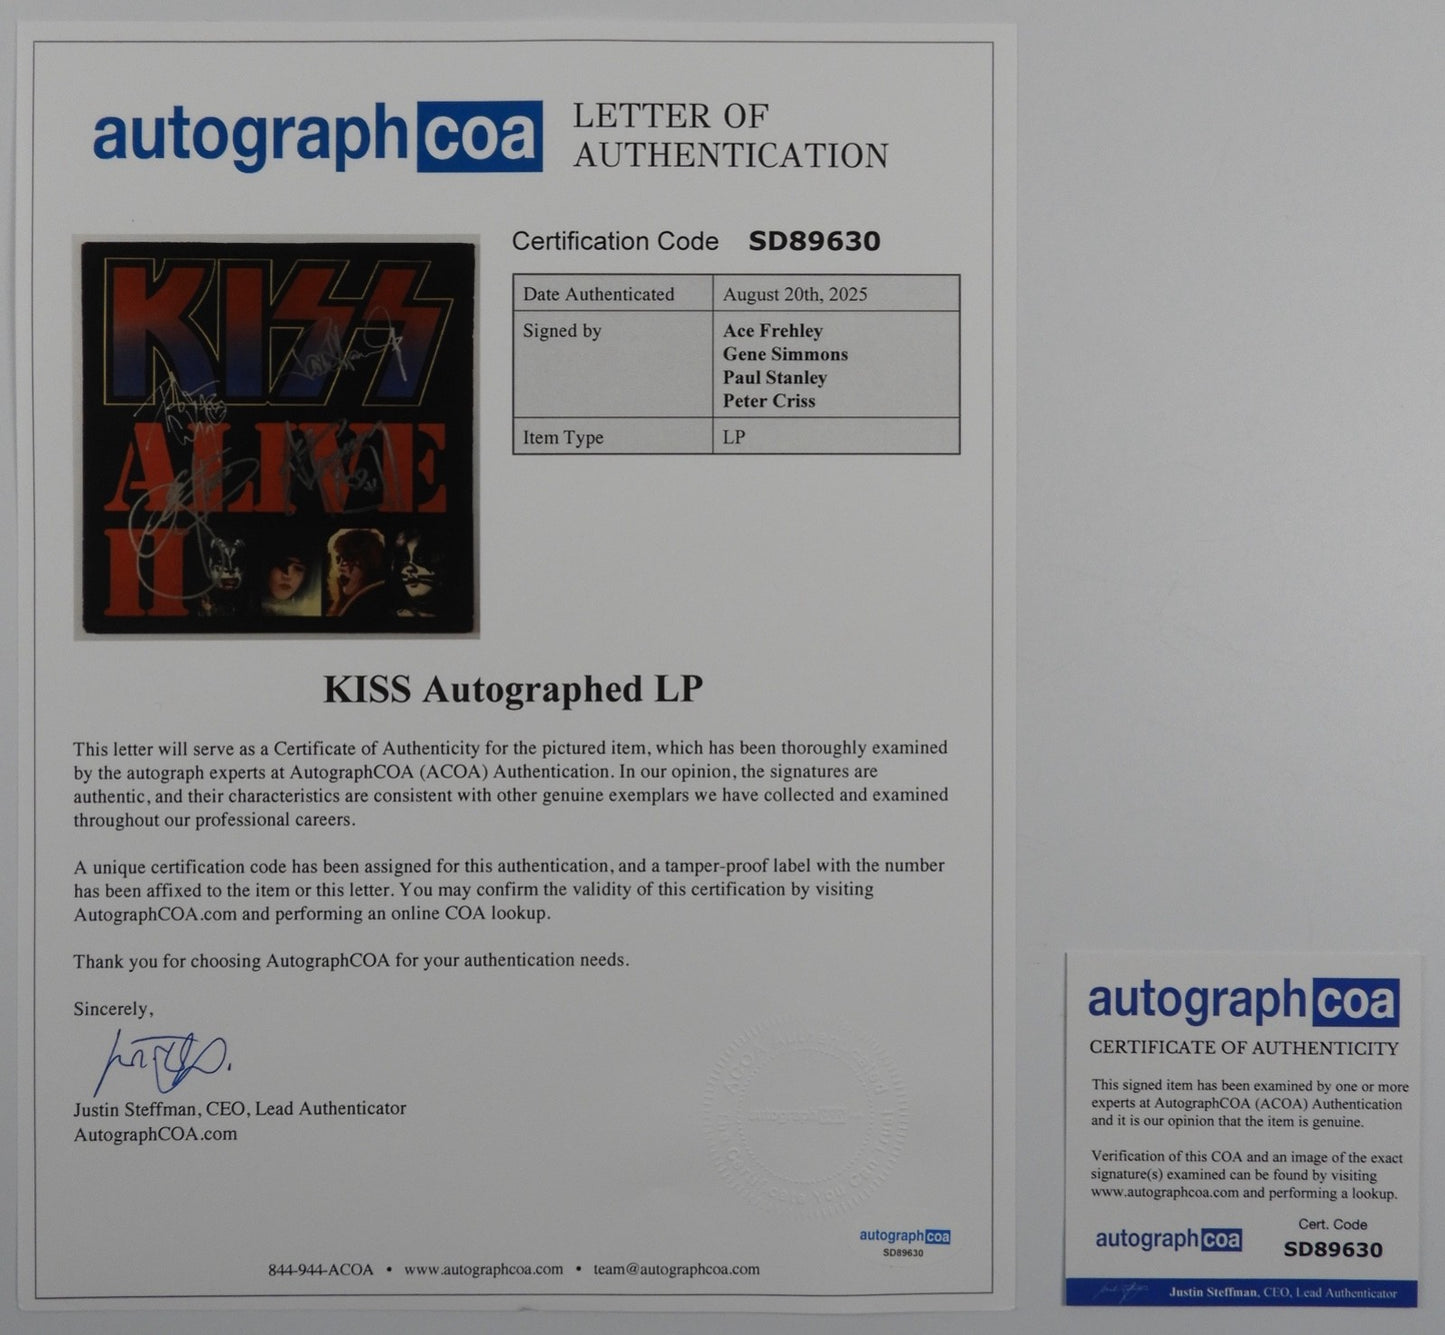 autographcoa
LETTER OF
AUTHENTICATION
Certification Code SD89630
Date Authenticated August 20th, 2025
Signed by Ace Frehley
Gene Simmons
Paul Stanley
Peter Criss
Item Type LP
KISS
ALIVE
II
KISS Autographed LP
This letter will serve as a Certificate of Authenticity for the pictured item, which has been thoroughly examined
by the autograph experts at AutographCOA (ACOA) Authentication. In our opinion, the signatures are
authentic, and their characteristics are consistent with other genuine exemplars we have collected and examined
throughout our professional careers.
A unique certification code has been assigned for this authentication, and a tamper-proof label with the number
has been affixed to the item or this letter. You may confirm the validity of this certification by visiting
AutographCOA.com and performing an online COA lookup.
Thank you for choosing AutographCOA for your authentication needs.
Sincerely,
Justin Steffman, CEO, Lead Authenticator
AutographCOA.com
autographcoa
SD89630
844-944-ACOA • www.autographcoa.com • team@autographcoa.com
autographcoa
CERTIFICATE OF AUTHENTICITY
This signed item has been examined by one or more
experts at AutographCOA (ACOA) Authentication
and it is our opinion that the item is genuine.
Verification of this COA and an image of the exact
signature(s) examined can be found by visiting
www.autographcoa.com and performing a lookup.
autographcoa
Cert. Code
SD89630
Justin Steffman, CEO, Lead Authenticator